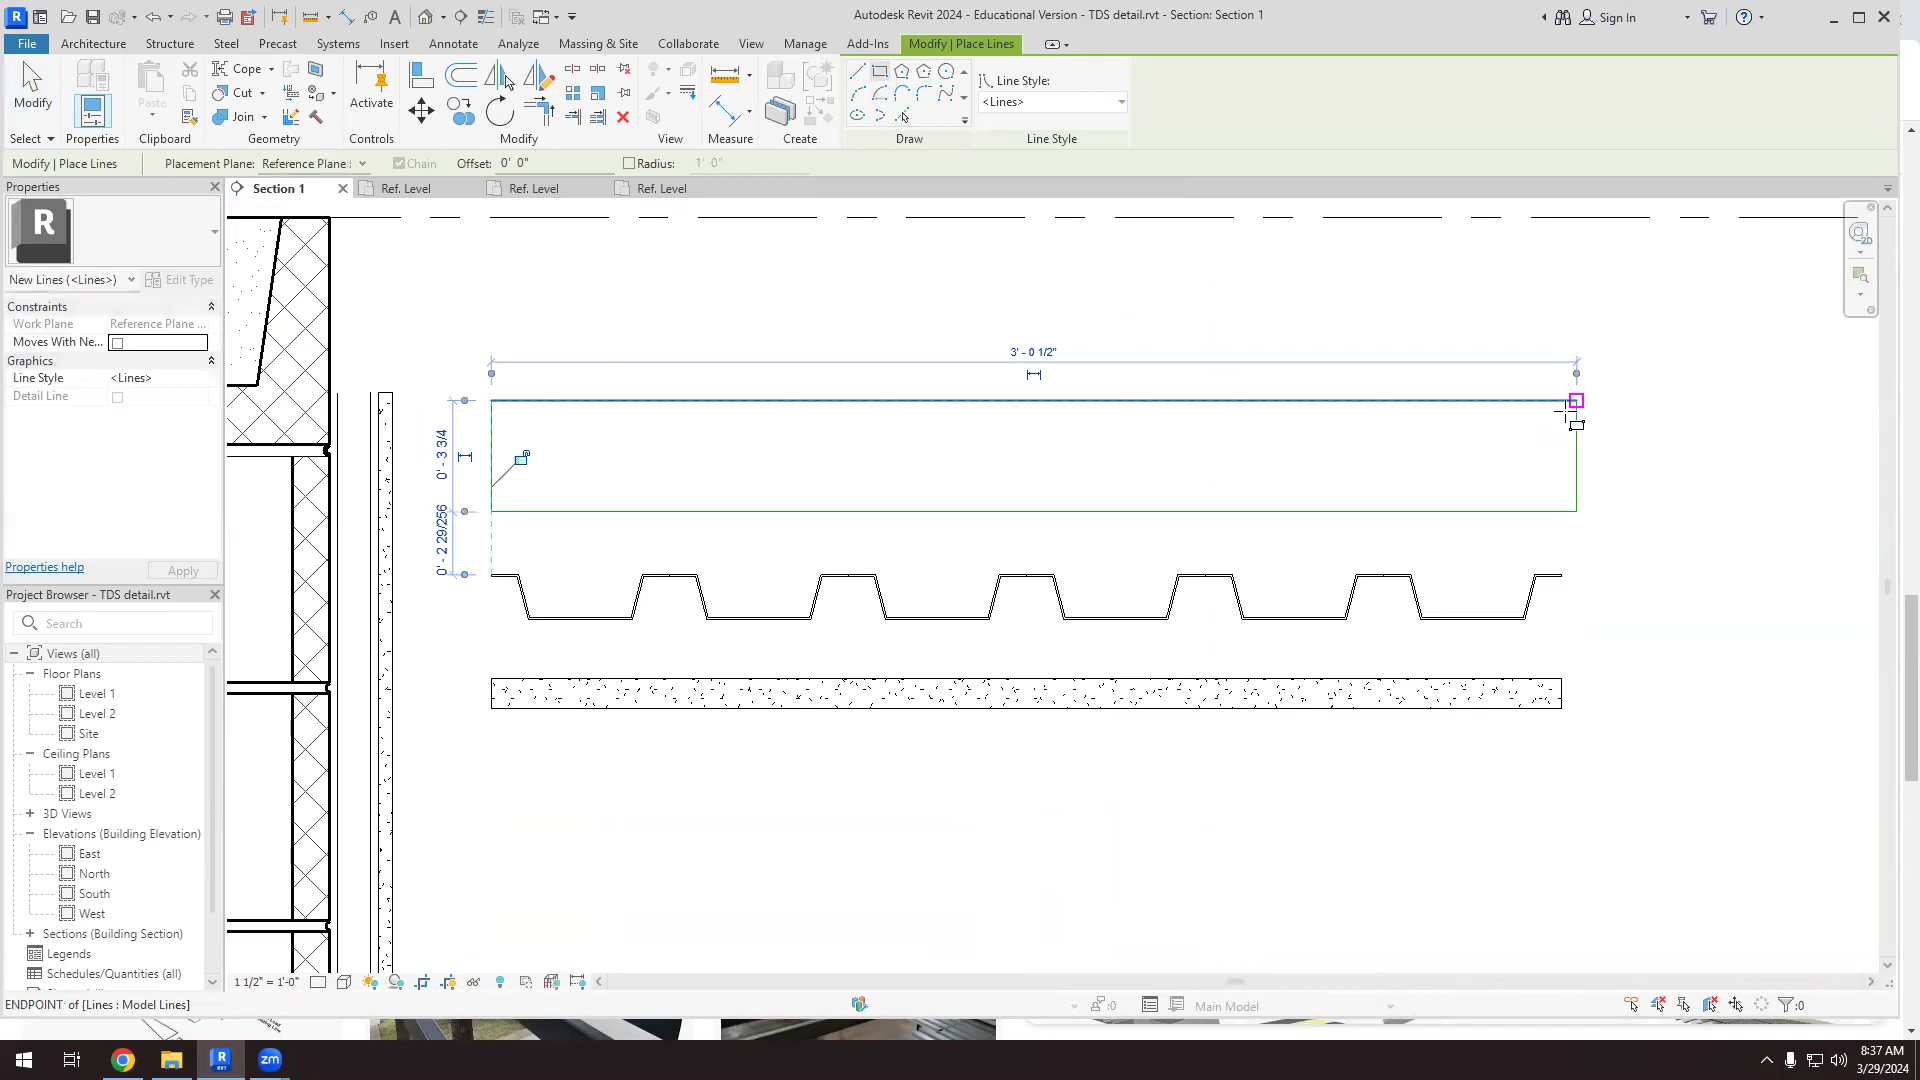 Autodesk Revit 2024 - Educational Version - TDS detail.rvt - Section: Section 1
Sign In
File
Architecture
Structure
Steel
Precast
Systems
Insert
Annotate
Analyze
Massing & Site
Collaborate
View
Manage
Add-Ins
Modify | Place Lines
Modify
Paste
Cope
Cut
Join
Activate
Line Style:
<Lines>
Select
Properties
Clipboard
Geometry
Controls
Modify
View
Measure
Create
Draw
Line Style
Modify | Place Lines
Placement Plane:
Reference Plane:
Chain
Offset:
0' 0"
Radius:
1' 0"
Properties
Section 1
Ref. Level
Ref. Level
Ref. Level
R
New Lines (<Lines>)
Edit Type
Constraints
Work Plane
Reference Plane ...
Moves With Ne...
Graphics
Line Style
<Lines>
Detail Line
Properties help
Apply
3' - 0 1/2"
0' - 3 3/4
0' - 2 29/256
Project Browser - TDS detail.rvt
Search
Views (all)
Floor Plans
Level 1
Level 2
Site
Ceiling Plans
Level 1
Level 2
3D Views
Elevations (Building Elevation)
East
North
South
West
Sections (Building Section)
Legends
Schedules/Quantities (all)
1 1/2" = 1'-0"
ENDPOINT of [Lines : Model Lines]
:0
Main Model
:0
zm
8:37 AM
3/29/2024